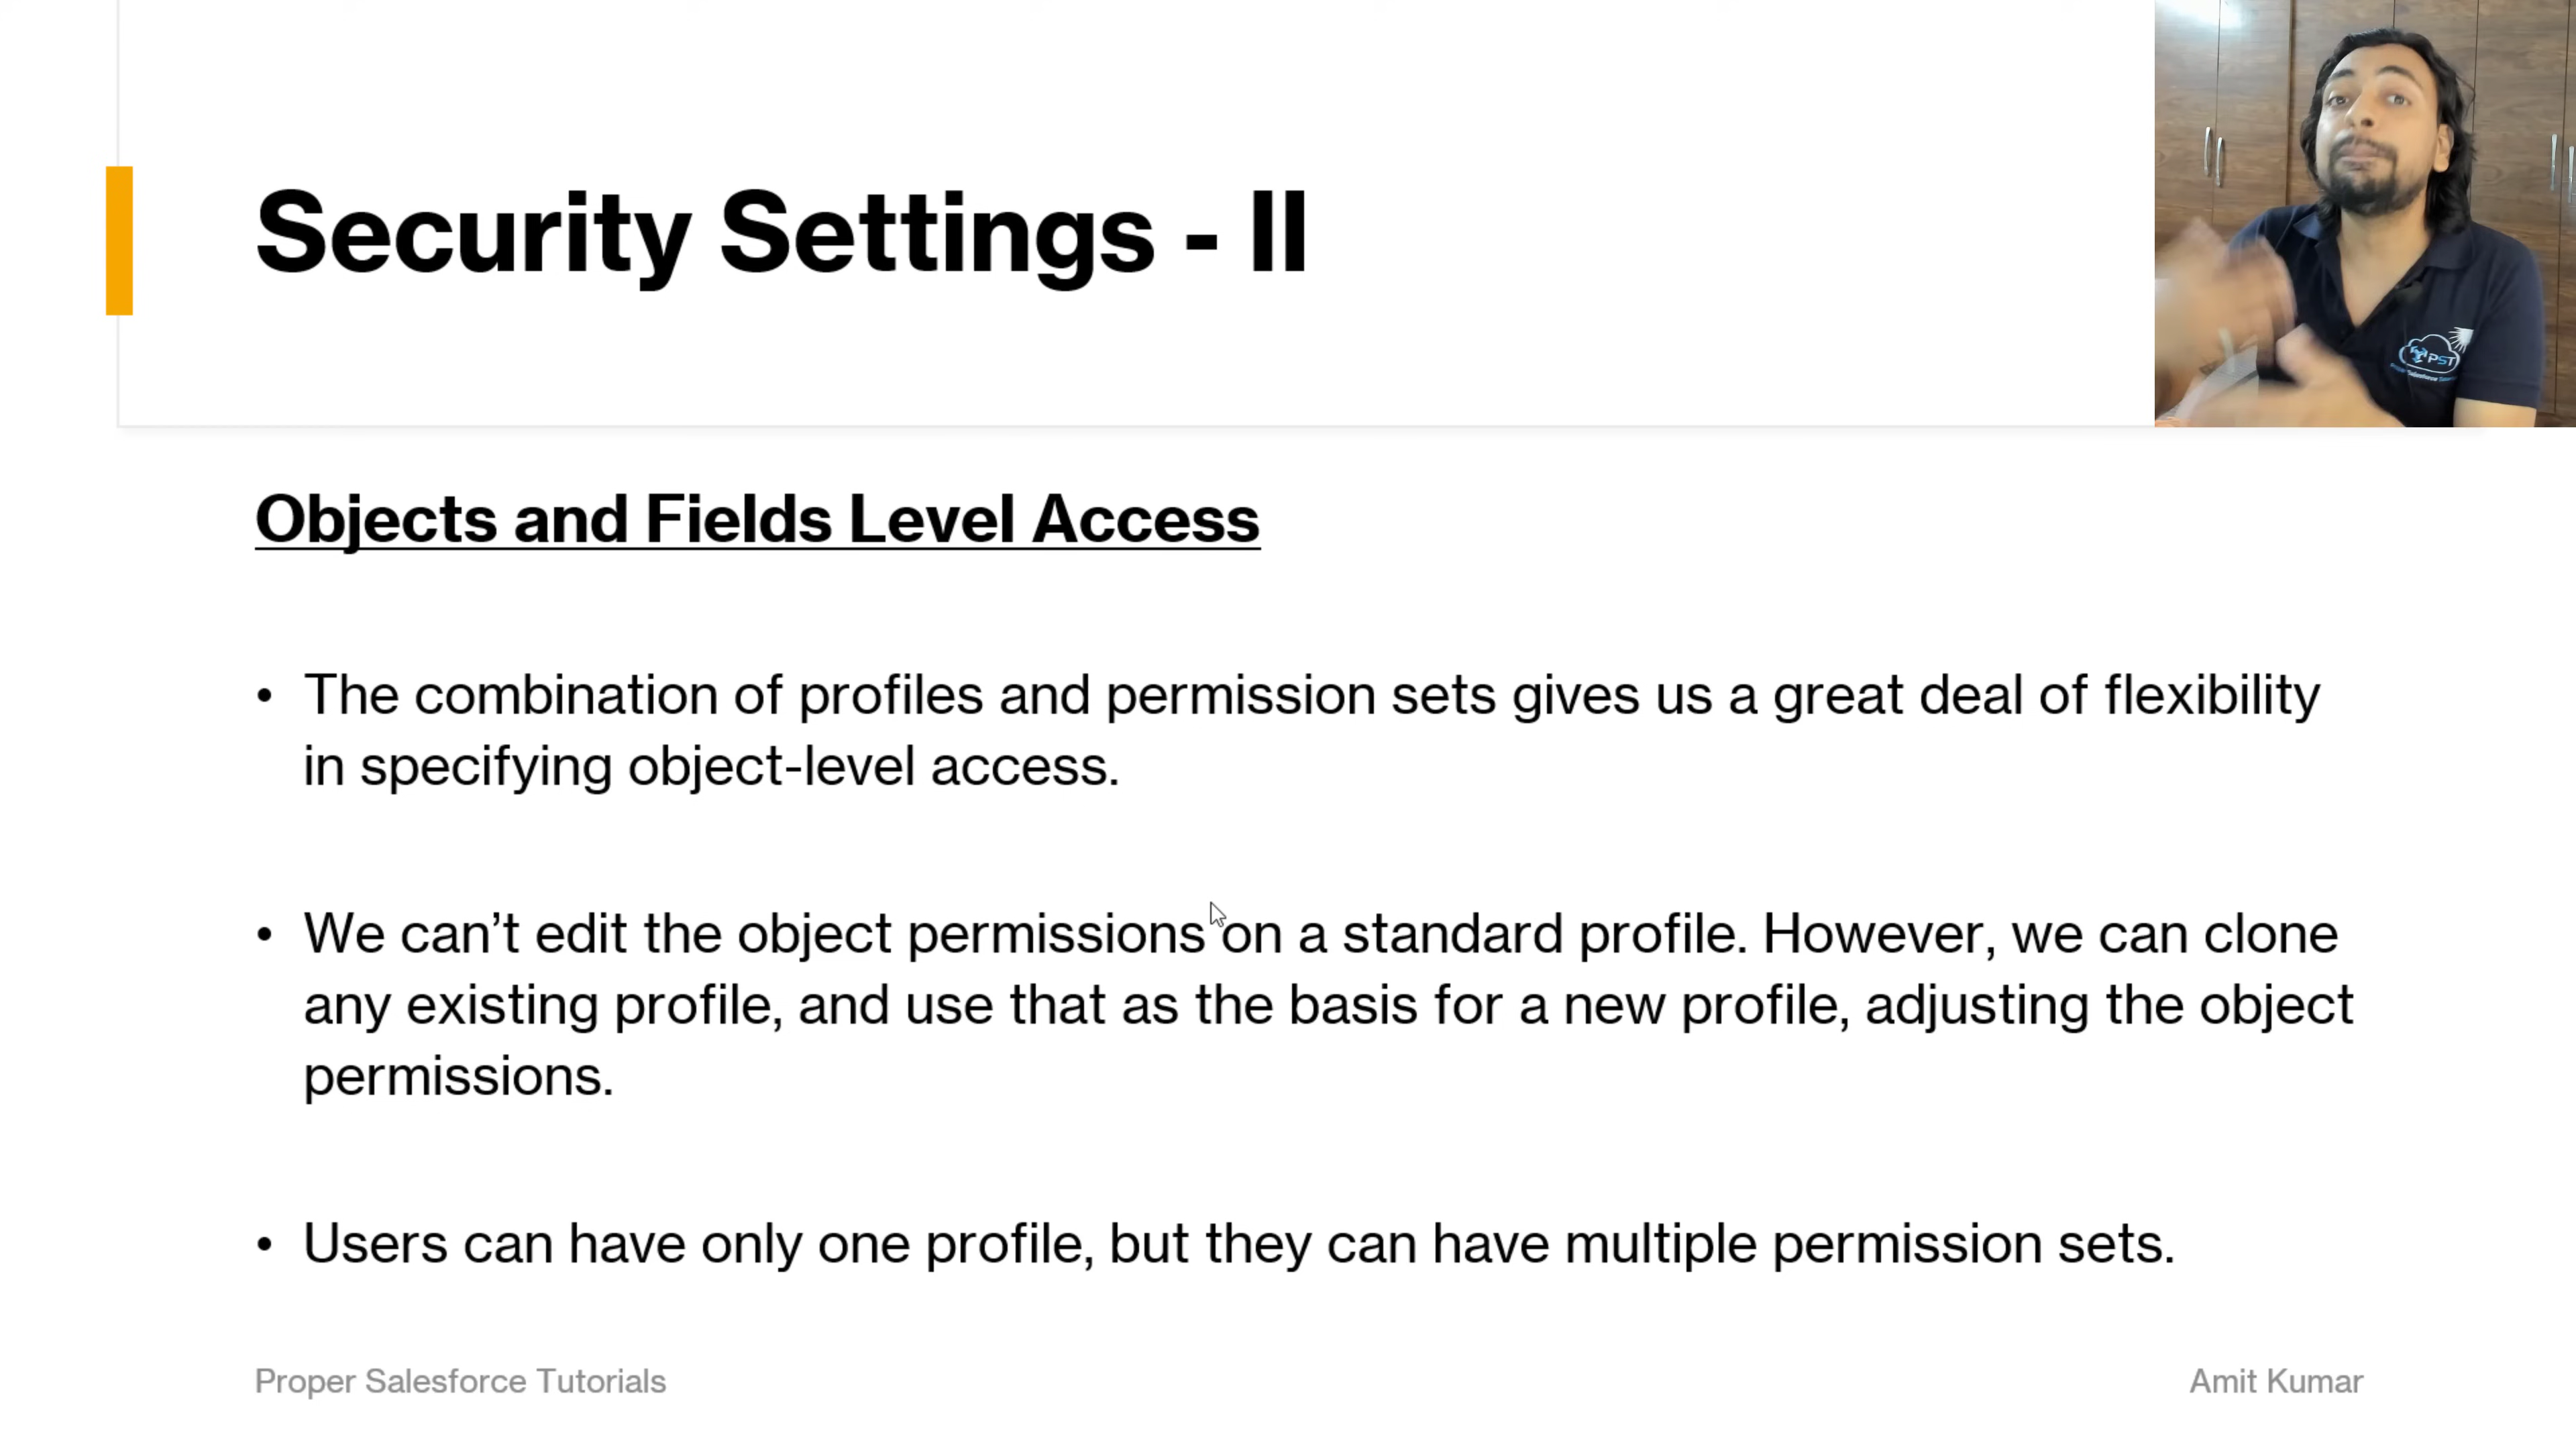 Security Settings - II
PST
Objects and Fields Level Access
• The combination of profiles and permission sets gives us a great deal of flexibility
in specifying object-level access.
• We can’t edit the object permissions on a standard profile. However, we can clone
any existing profile, and use that as the basis for a new profile, adjusting the object
permissions.
• Users can have only one profile, but they can have multiple permission sets.
Proper Salesforce Tutorials
Amit Kumar